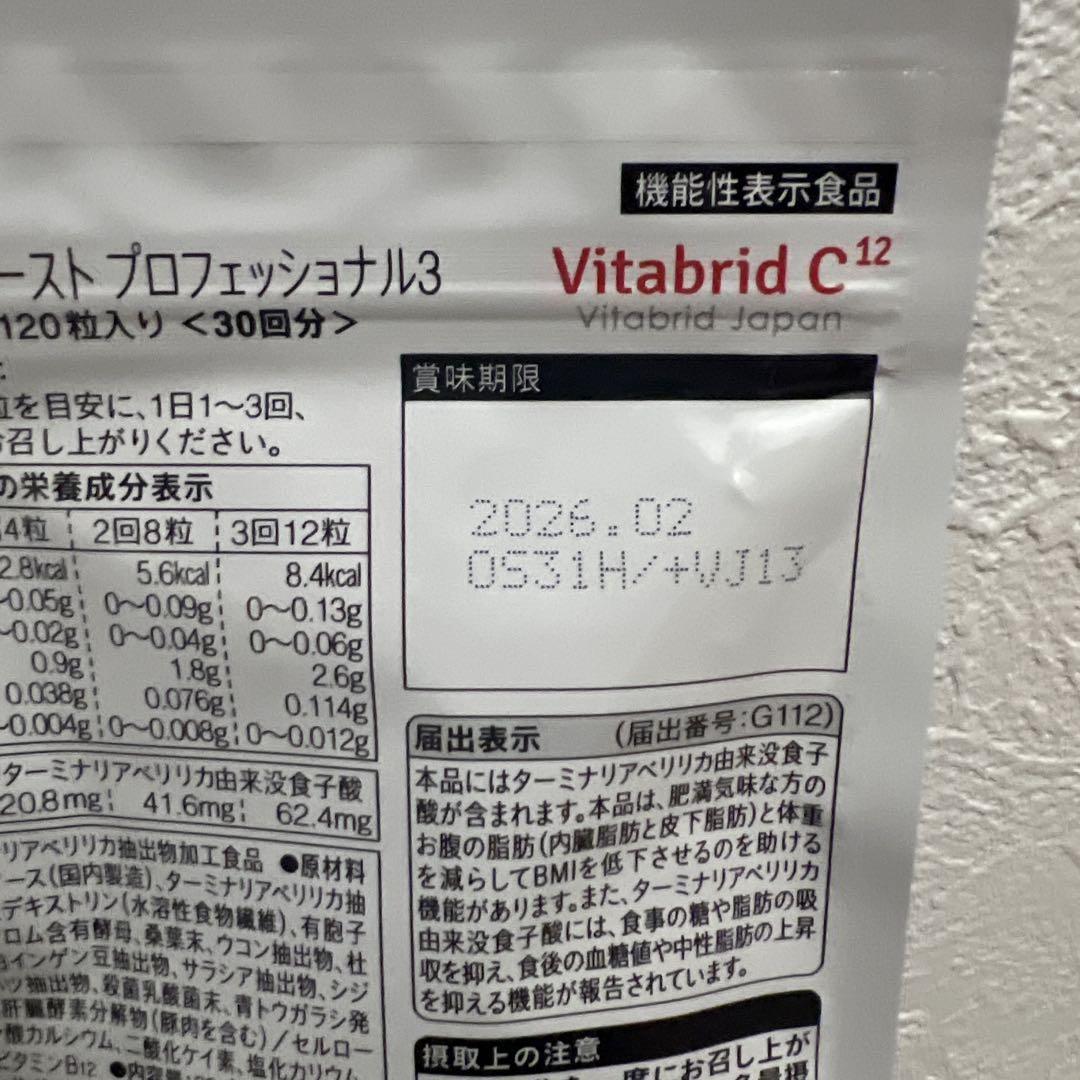 機能性表示食品
ースト プロフェッショナル3
Vitabrid C12
Vitabrid Japan
120粒入り <30回分>
賞味期限
粒を目安に、1日1〜3回、
お召し上がりください。
2026.02
0531H/+VJ13
の栄養成分表示
4粒 2回8粒 3回12粒
2.8kcal 5.6kcal 8.4kcal
〜0.05g 0〜0.09g 0〜0.13g
〜0.02g 0〜0.04g 0〜0.06g
0.9g 1.8g 2.6g
0.038g 0.076g 0.114g
〜0.004g 0〜0.008g 0〜0.012g
ターミナリアベリリカ由来没食子酸
20.8mg 41.6mg 62.4mg
届出表示 (届出番号:G112)
本品にはターミナリアベリリカ由来没食子
酸が含まれます。本品は、肥満気味な方の
お腹の脂肪(内臓脂肪と皮下脂肪)と体重
を減らしてBMIを低下させるのを助ける
機能があります。また、ターミナリアベリリカ
由来没食子酸には、食事の糖や脂肪の吸
収を抑え、食後の血糖値や中性脂肪の上昇
を抑える機能が報告されています。
リアベリリカ抽出物加工食品 ●原材料
ース(国内製造)、ターミナリアベリリカ抽
デキストリン(水溶性食物繊維)、有胞子
ロム含有酵母、桑葉末、ウコン抽出物、杜
インゲン豆抽出物、サラシア抽出物、シジ
抽出物、殺菌乳酸菌末、青トウガラシ発
肝臓酵素分解物(豚肉を含む)/セルロー
酸カルシウム、二酸化ケイ素、塩化カリウム、
ビタミンB12 ●内容量
摂取上の注意
度にお召し上が